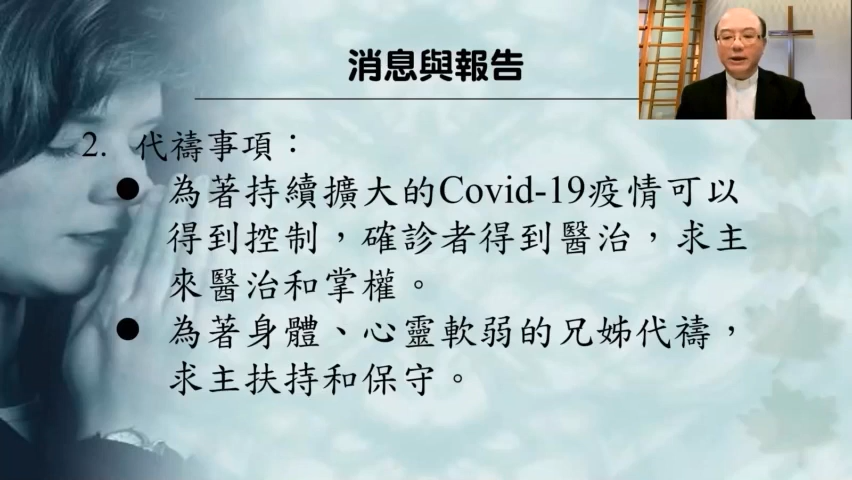 消息與報告
2. 代禱事項：
● 為著持續擴大的Covid-19疫情可以
得到控制，確診者得到醫治，求主
來醫治和掌權。
● 為著身體、心靈軟弱的兄姊代禱，
求主扶持和保守。